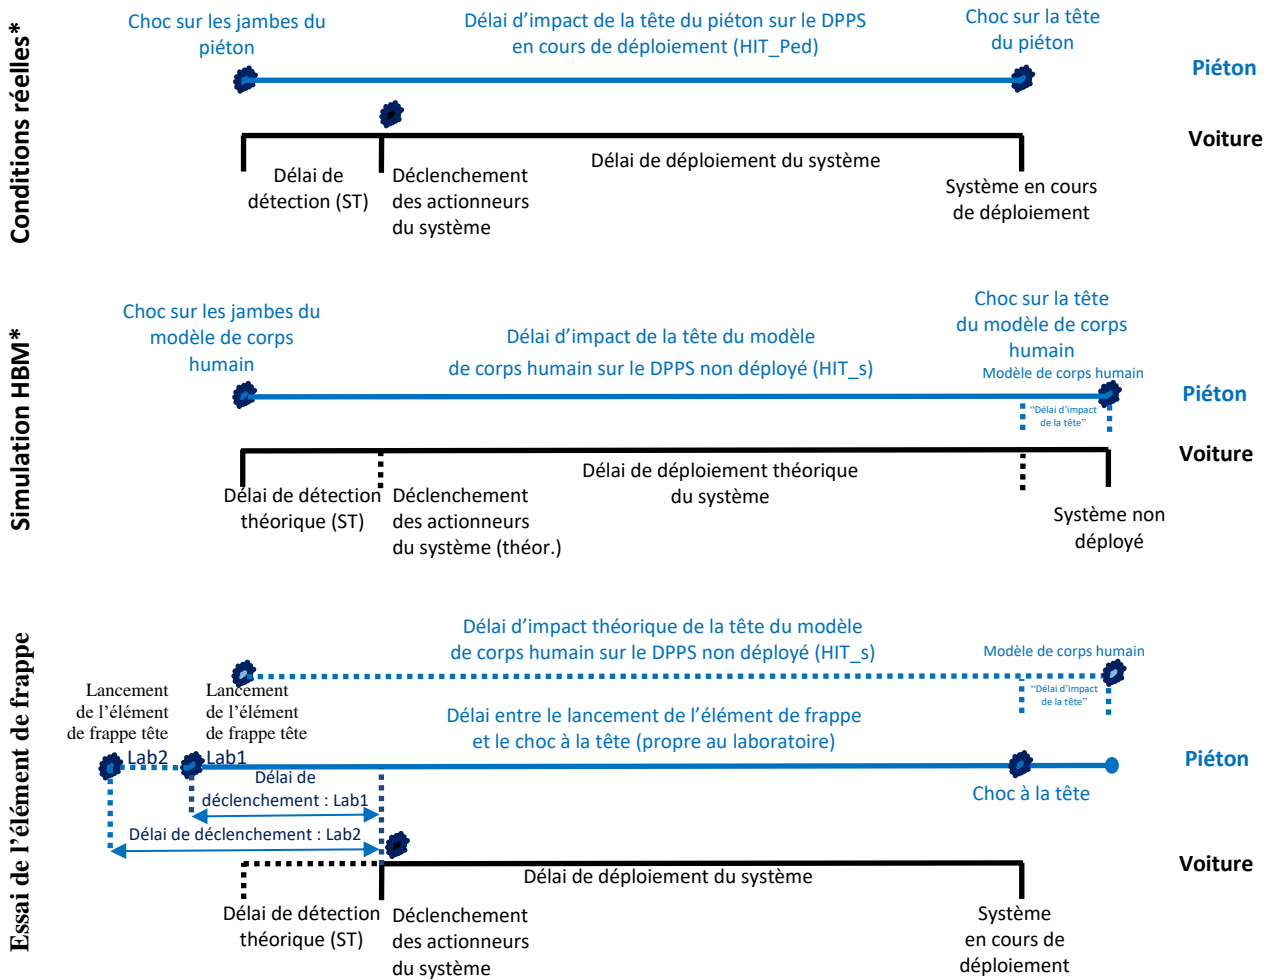 Conditions réelles*
Choc sur les jambes du
piéton
Délai d'impact de la tête du piéton sur le DPPS
en cours de déploiement (HIT_Ped)
Choc sur la tête
du piéton
Piéton
Voiture
Délai de
détection (ST)
Déclenchement
des actionneurs
du système
Délai de déploiement du système
Système en cours
de déploiement
Simulation HBM*
Choc sur les jambes du
modèle de corps
humain
Délai d'impact de la tête du modèle
de corps humain sur le DPPS non déployé (HIT_s)
Choc sur la tête
du modèle de corps
humain
Modèle de corps humain
"Délai d'impact
de la tête"
Piéton
Voiture
Délai de détection
théorique (ST)
Déclenchement
des actionneurs
du système (théor.)
Délai de déploiement théorique
du système
Système non
déployé
Essai de l'élément de frappe
Délai d'impact théorique de la tête du modèle
de corps humain sur le DPPS non déployé (HIT_s)
Modèle de corps humain
"Délai d'impact
de la tête"
Lancement
de l'élément
de frappe tête
Lab2
Lancement
de l'élément
de frappe tête
Lab1
Délai entre le lancement de l'élément de frappe
et le choc à la tête (propre au laboratoire)
Piéton
Choc à la tête
Délai de
déclenchement : Lab1
Délai de déclenchement : Lab2
Voiture
Délai de déploiement du système
Délai de détection
théorique (ST)
Déclenchement
des actionneurs
du système
Système
en cours de
déploiement